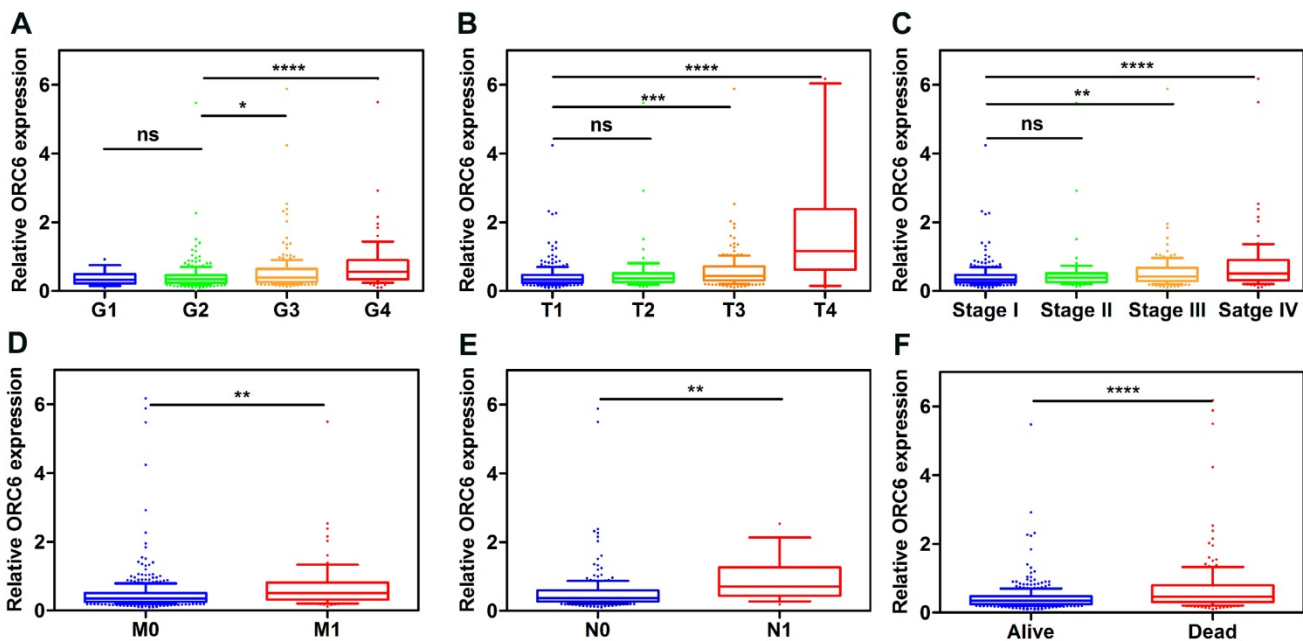 A
Relative ORC6 expression
6
4
2
0
ns
*
****
G1 G2 G3 G4
B
Relative ORC6 expression
6
4
2
0
ns
***
****
T1 T2 T3 T4
C
Relative ORC6 expression
6
4
2
0
ns
**
****
Stage I Stage II Stage III Satge IV
D
Relative ORC6 expression
6
4
2
0
**
M0 M1
E
Relative ORC6 expression
6
4
2
0
**
N0 N1
F
Relative ORC6 expression
6
4
2
0
****
Alive Dead